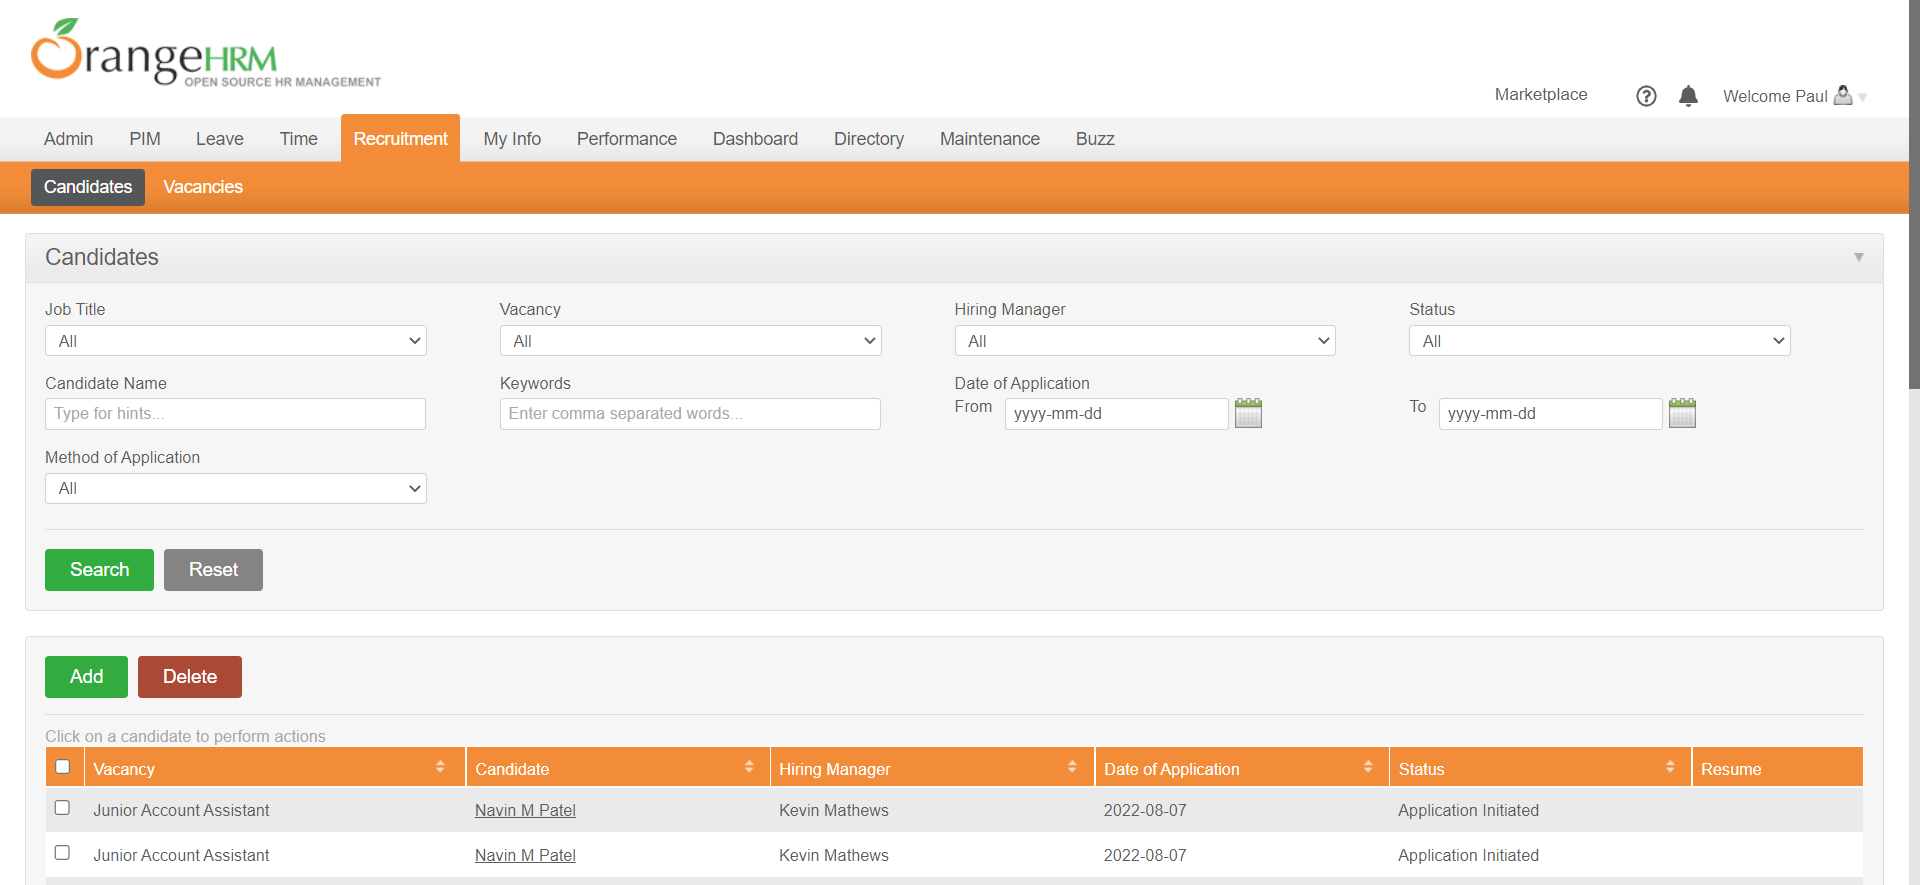 OrangeHRM
OPEN SOURCE HR MANAGEMENT
Marketplace
Welcome Paul
Admin PIM Leave Time Recruitment My Info Performance Dashboard Directory Maintenance Buzz
Candidates Vacancies
Candidates
Job Title Vacancy Hiring Manager Status
All All All All
Candidate Name Keywords Date of Application
Type for hints... Enter comma separated words... From yyyy-mm-dd To yyyy-mm-dd
Method of Application
All
Search Reset
Add Delete
Click on a candidate to perform actions
Vacancy Candidate Hiring Manager Date of Application Status Resume
Junior Account Assistant Navin M Patel Kevin Mathews 2022-08-07 Application Initiated
Junior Account Assistant Navin M Patel Kevin Mathews 2022-08-07 Application Initiated